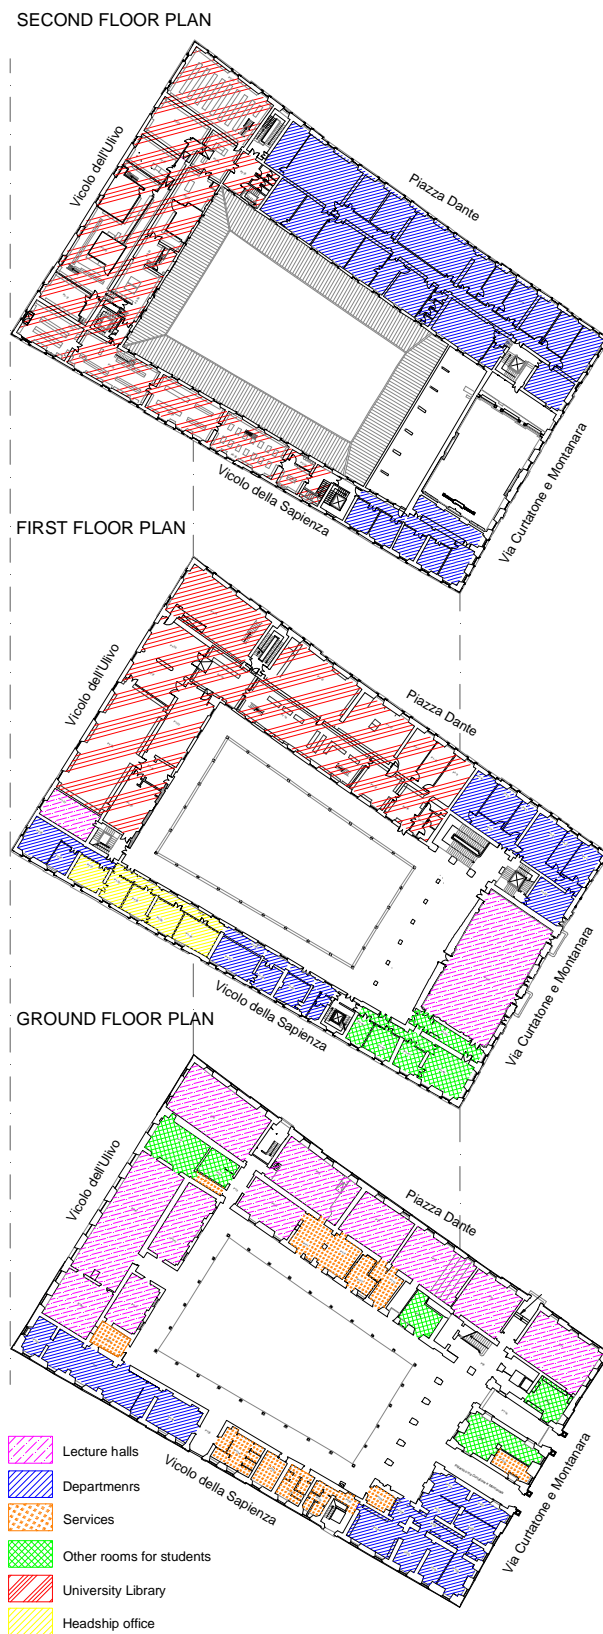 SECOND FLOOR PLAN
Vicolo dell'Ulivo
Piazza Dante
Via Curtatone e Montanara
Vicolo della Sapienza
FIRST FLOOR PLAN
Vicolo dell'Ulivo
Piazza Dante
Via Curtatone e Montanara
Vicolo della Sapienza
GROUND FLOOR PLAN
Vicolo dell'Ulivo
Piazza Dante
Via Curtatone e Montanara
Vicolo della Sapienza
Lecture halls
Departmenrs
Services
Other rooms for students
University Library
Headship office